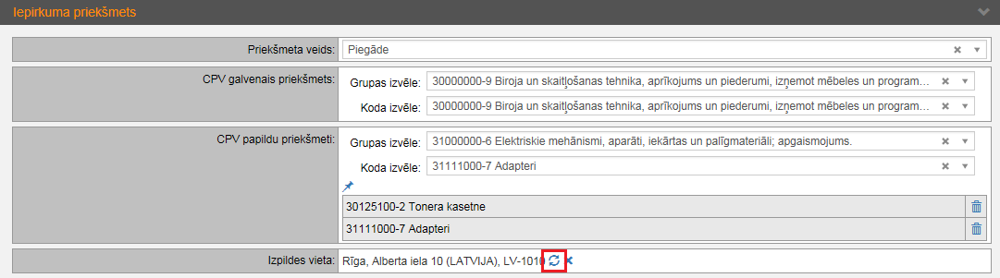 Iepirkuma priekšmets
Priekšmeta veids: Piegāde
CPV galvenais priekšmets: Grupas izvēle: 30000000-9 Biroja un skaitļošanas tehnika, aprīkojums un piederumi, izņemot mēbeles un program…
Koda izvēle: 30000000-9 Biroja un skaitļošanas tehnika, aprīkojums un piederumi, izņemot mēbeles un program…
CPV papildu priekšmeti: Grupas izvēle: 31000000-6 Elektriskie mehānismi, aparāti, iekārtas un palīgmateriāli; apgaismojums.
Koda izvēle: 31111000-7 Adapteri
30125100-2 Tonera kasetne
31111000-7 Adapteri
Izpildes vieta: Rīga, Alberta iela 10 (LATVIJA), LV-1010